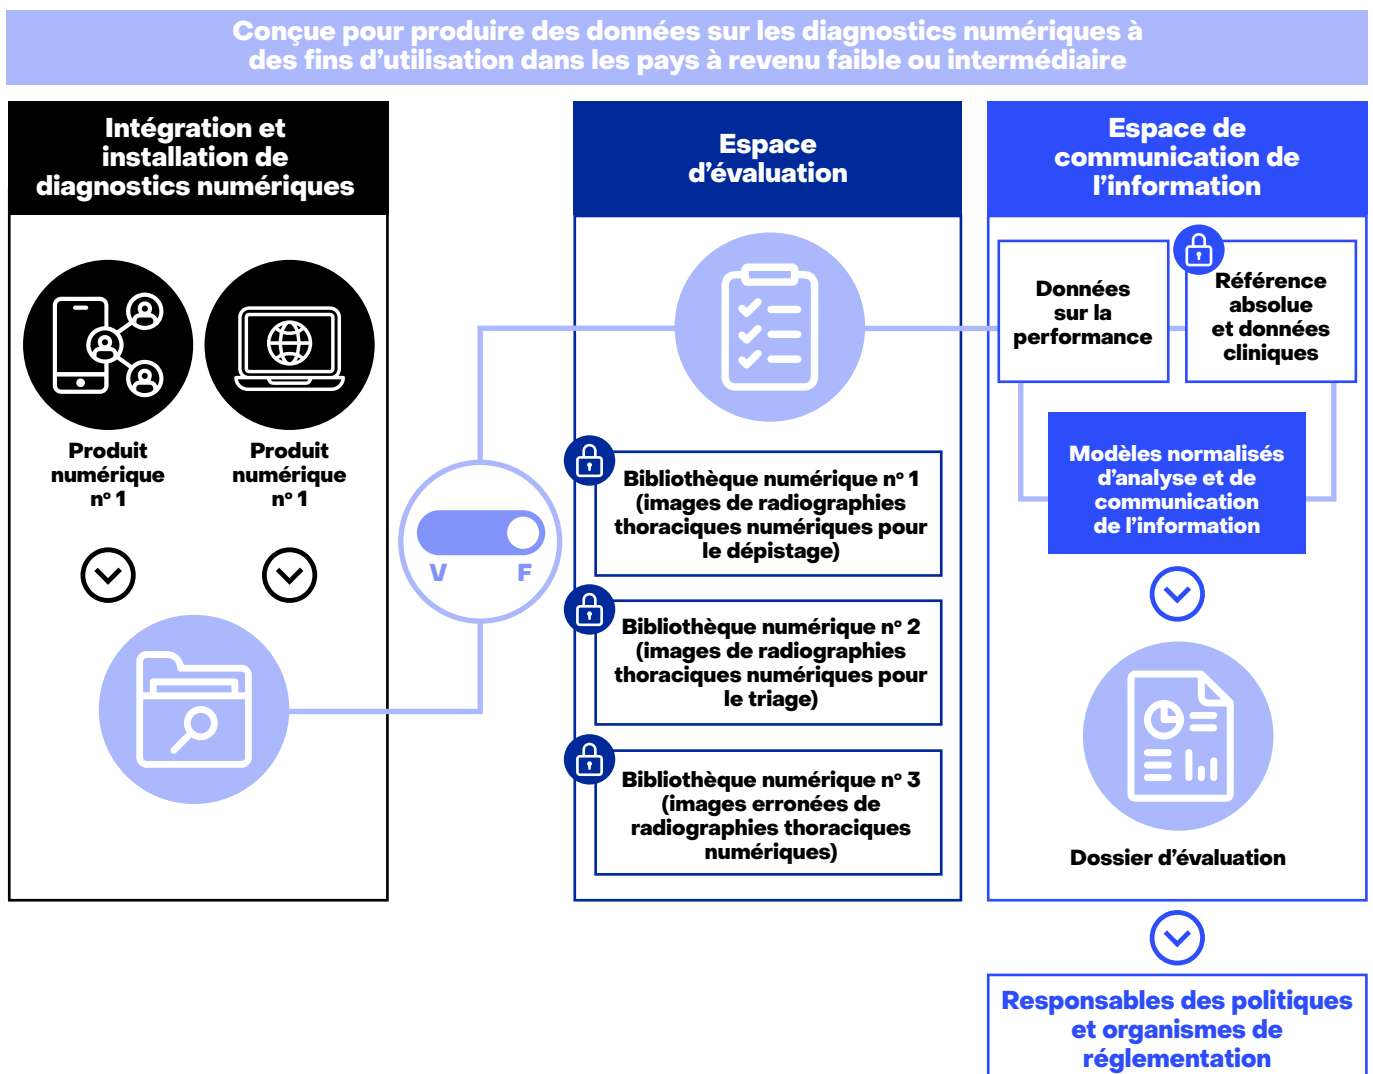 Conçue pour produire des données sur les diagnostics numériques à
des fins d’utilisation dans les pays à revenu faible ou intermédiaire
Intégration et
installation de
diagnostics numériques
Produit
numérique
nº 1
Produit
numérique
nº 1
V F
Espace
d’évaluation
Bibliothèque numérique nº 1
(images de radiographies
thoraciques numériques pour
le dépistage)
Bibliothèque numérique nº 2
(images de radiographies
thoraciques numériques pour
le triage)
Bibliothèque numérique nº 3
(images erronées de
radiographies thoraciques
numériques)
Espace de
communication de
l’information
Données
sur la
performance
Référence
absolue
et données
cliniques
Modèles normalisés
d’analyse et de
communication
de l’information
Dossier d’évaluation
Responsables des politiques
et organismes de
réglementation